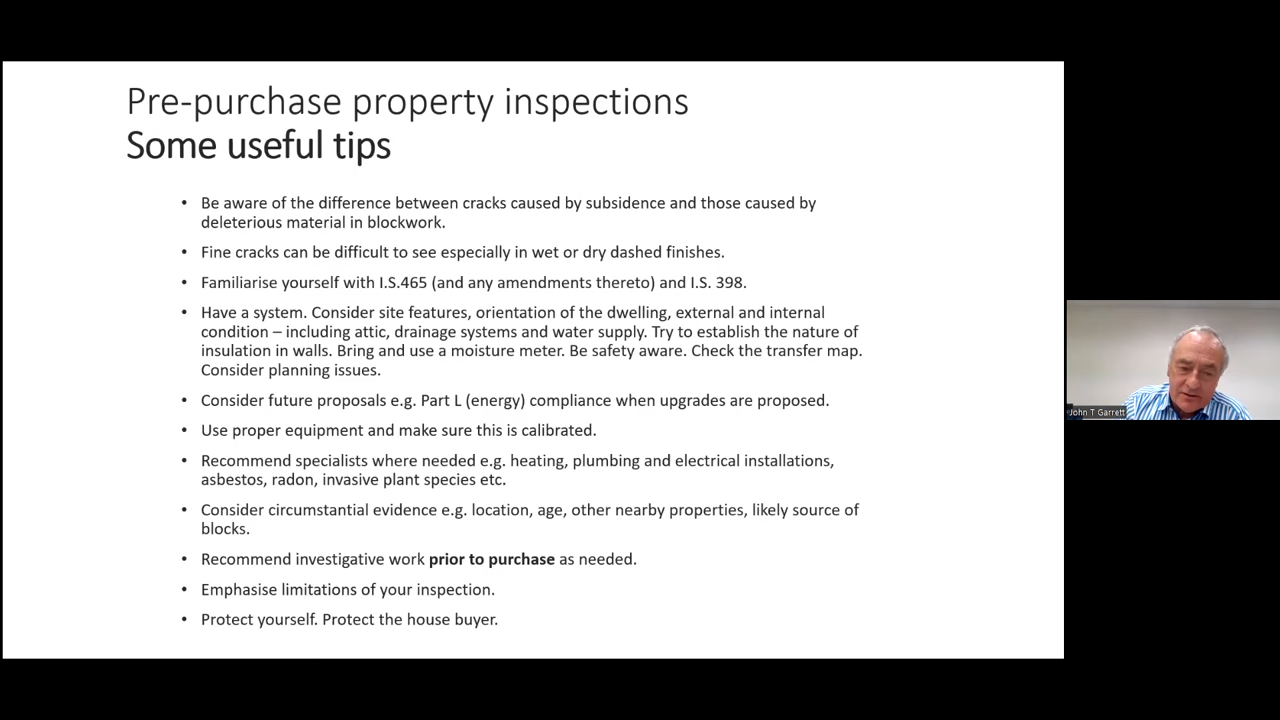 Pre-purchase property inspections
Some useful tips
• Be aware of the difference between cracks caused by subsidence and those caused by
deleterious material in blockwork.
• Fine cracks can be difficult to see especially in wet or dry dashed finishes.
• Familiarise yourself with I.S.465 (and any amendments thereto) and I.S. 398.
• Have a system. Consider site features, orientation of the dwelling, external and internal
condition – including attic, drainage systems and water supply. Try to establish the nature of
insulation in walls. Bring and use a moisture meter. Be safety aware. Check the transfer map.
Consider planning issues.
• Consider future proposals e.g. Part L (energy) compliance when upgrades are proposed.
• Use proper equipment and make sure this is calibrated.
• Recommend specialists where needed e.g. heating, plumbing and electrical installations,
asbestos, radon, invasive plant species etc.
• Consider circumstantial evidence e.g. location, age, other nearby properties, likely source of
blocks.
• Recommend investigative work prior to purchase as needed.
• Emphasise limitations of your inspection.
• Protect yourself. Protect the house buyer.
John T Garrett